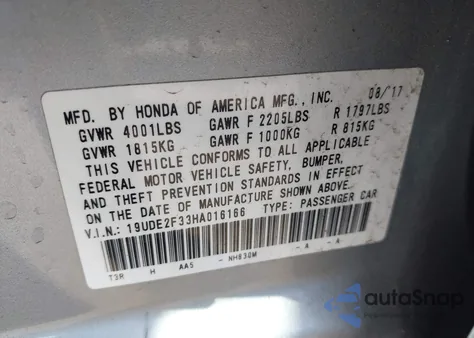 MFD. BY HONDA OF AMERICA MFG., INC. 08/17
GVWR 4001LBS GAWR F 2205LBS R 1797LBS
GVWR 1815KG GAWR F 1000KG R 815KG
THIS VEHICLE CONFORMS TO ALL APPLICABLE
FEDERAL MOTOR VEHICLE SAFETY, BUMPER,
AND THEFT PREVENTION STANDARDS IN EFFECT
ON THE DATE OF MANUFACTURE SHOWN ABOVE.
V.I.N.: 19UDE2F33HA016166 TYPE: PASSENGER CAR
T3R H AA5 - NH830M - A - A -
autoSnap